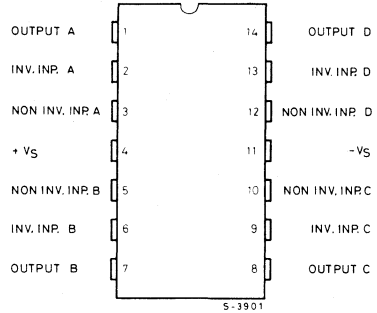 OUTPUT A 1 14 OUTPUT D
INV. INP. A 2 13 INV. INP. D
NON INV. INP. A 3 12 NON INV. INP. D
+ VS 4 11 -VS
NON INV. INP. B 5 10 NON INV. INP. C
INV. INP. B 6 9 INV. INP. C
OUTPUT B 7 8 OUTPUT C
S-3901